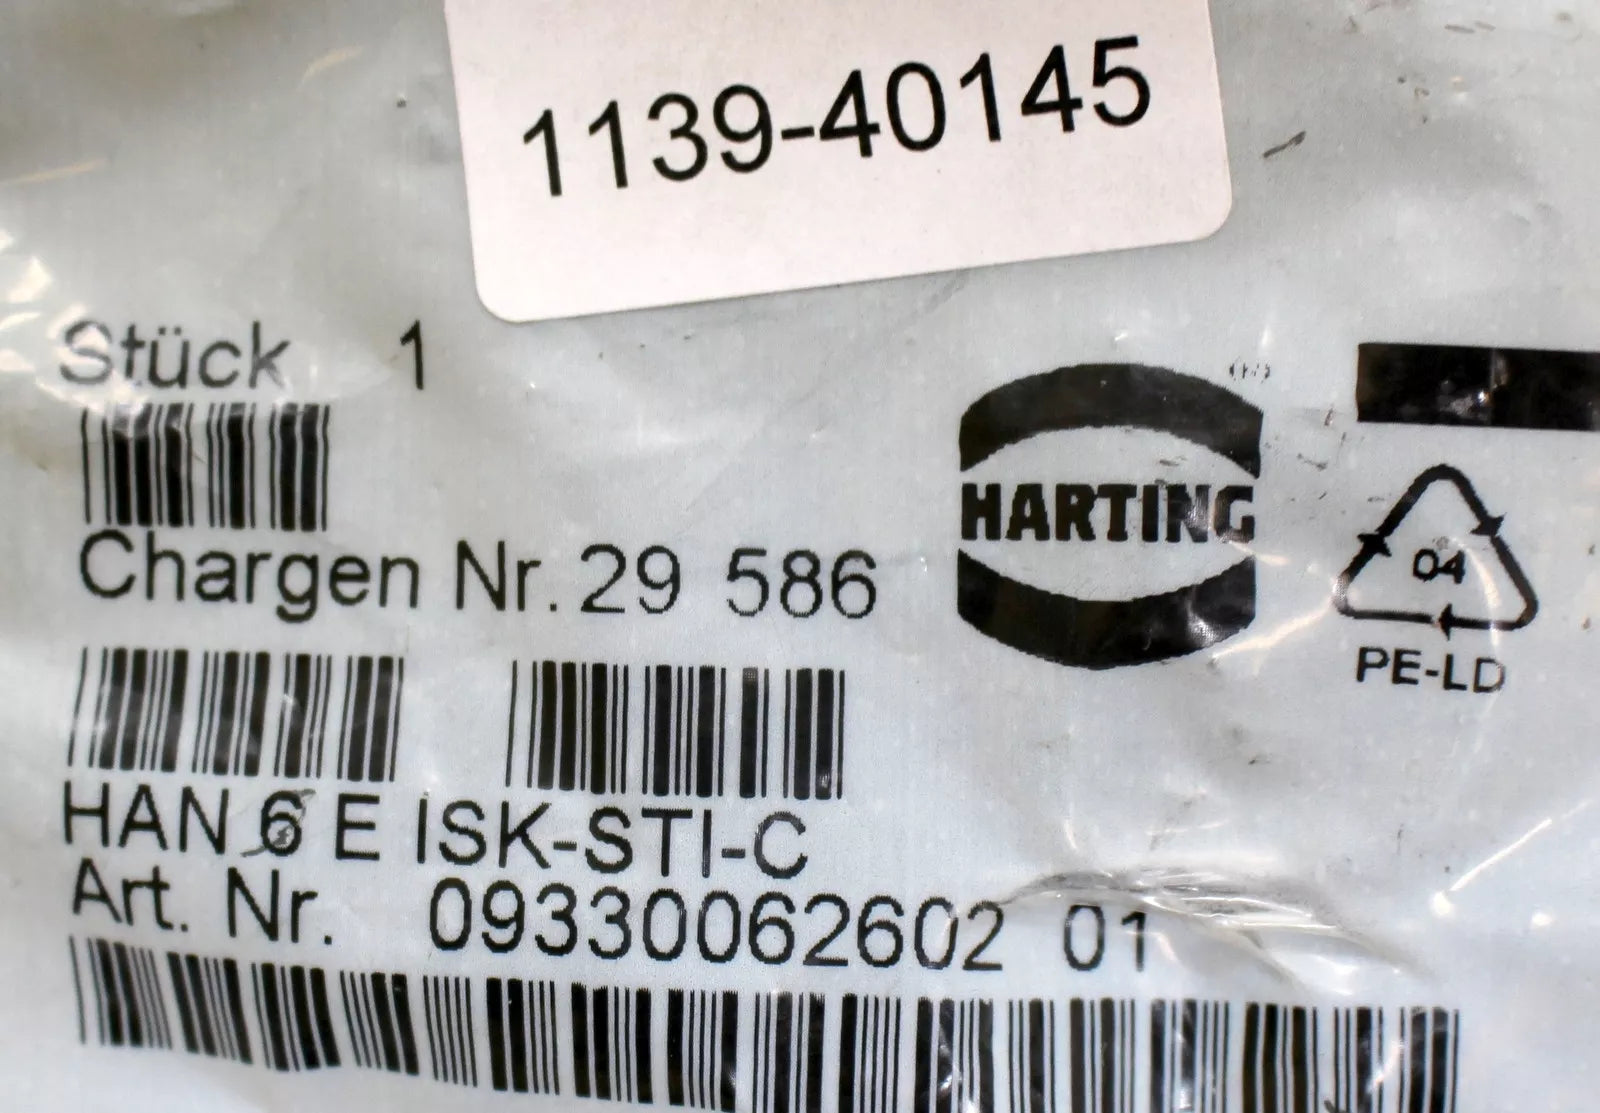 1139-40145
Stück 1
Chargen Nr. 29 586
HARTING
04
PE-LD
HAN 6 E ISK-STI-C
Art. Nr. 09330062602 01